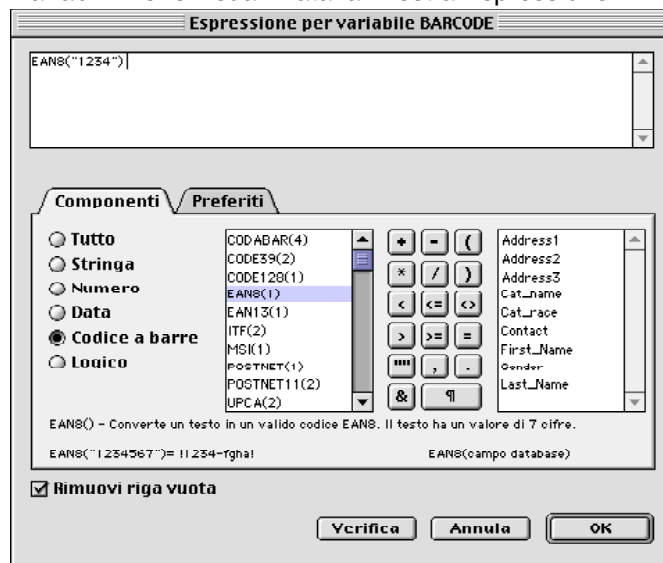 Espressione per variabile BARCODE
EAN8("1234")
Componenti
Preferiti
Tutto
Stringa
Numero
Data
Codice a barre
Logico
CODABAR(4)
CODE39(2)
CODE128(1)
EAN8(1)
EAN13(1)
ITF(2)
MSI(1)
POSTNET(1)
POSTNET11(2)
UPCA(2)
+ - (
* / )
< <= <>
> >= =
"" , .
& ¶
Address1
Address2
Address3
Cat_name
Cat_race
Contact
First_Name
Gender
Last_Name
EAN8() - Converte un testo in un valido codice EAN8. Il testo ha un valore di 7 cifre.
EAN8("1234567")= !1234-fgha!
EAN8(campo database)
Rimuovi riga vuota
Verifica
Annulla
OK